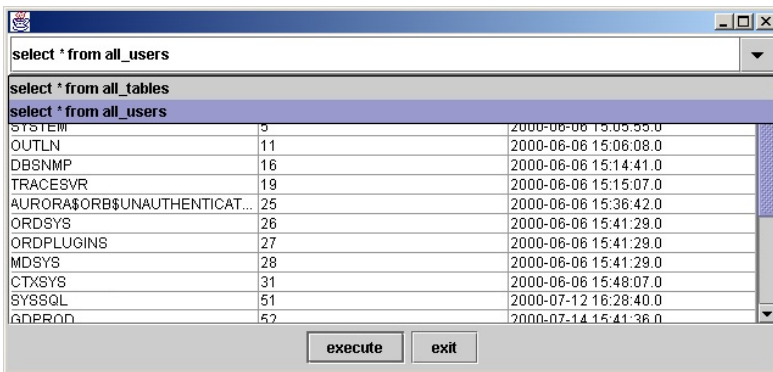 select * from all_users
select * from all_tables
select * from all_users
SYSTEM 5 2000-06-06 15:05:55.0
OUTLN 11 2000-06-06 15:06:08.0
DBSNMP 16 2000-06-06 15:14:41.0
TRACESVR 19 2000-06-06 15:15:07.0
AURORA$ORB$UNAUTHENTICAT... 25 2000-06-06 15:36:42.0
ORDSYS 26 2000-06-06 15:41:29.0
ORDPLUGINS 27 2000-06-06 15:41:29.0
MDSYS 28 2000-06-06 15:41:29.0
CTXSYS 31 2000-06-06 15:48:07.0
SYSSQL 51 2000-07-12 16:28:40.0
GDPROD 52 2000-07-14 15:41:36.0
execute exit